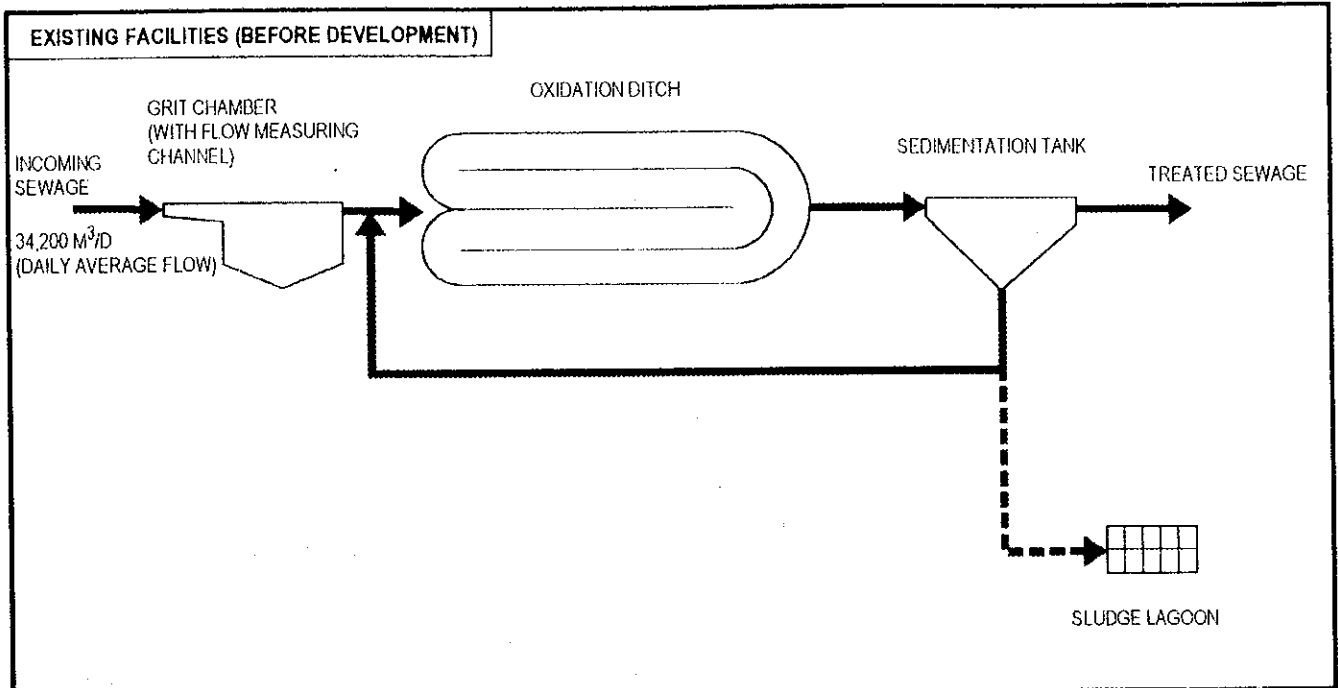 EXISTING FACILITIES (BEFORE DEVELOPMENT)
OXIDATION DITCH
GRIT CHAMBER
(WITH FLOW MEASURING
CHANNEL)
SEDIMENTATION TANK
INCOMING
SEWAGE
TREATED SEWAGE
34,200 M³/D
(DAILY AVERAGE FLOW)
SLUDGE LAGOON